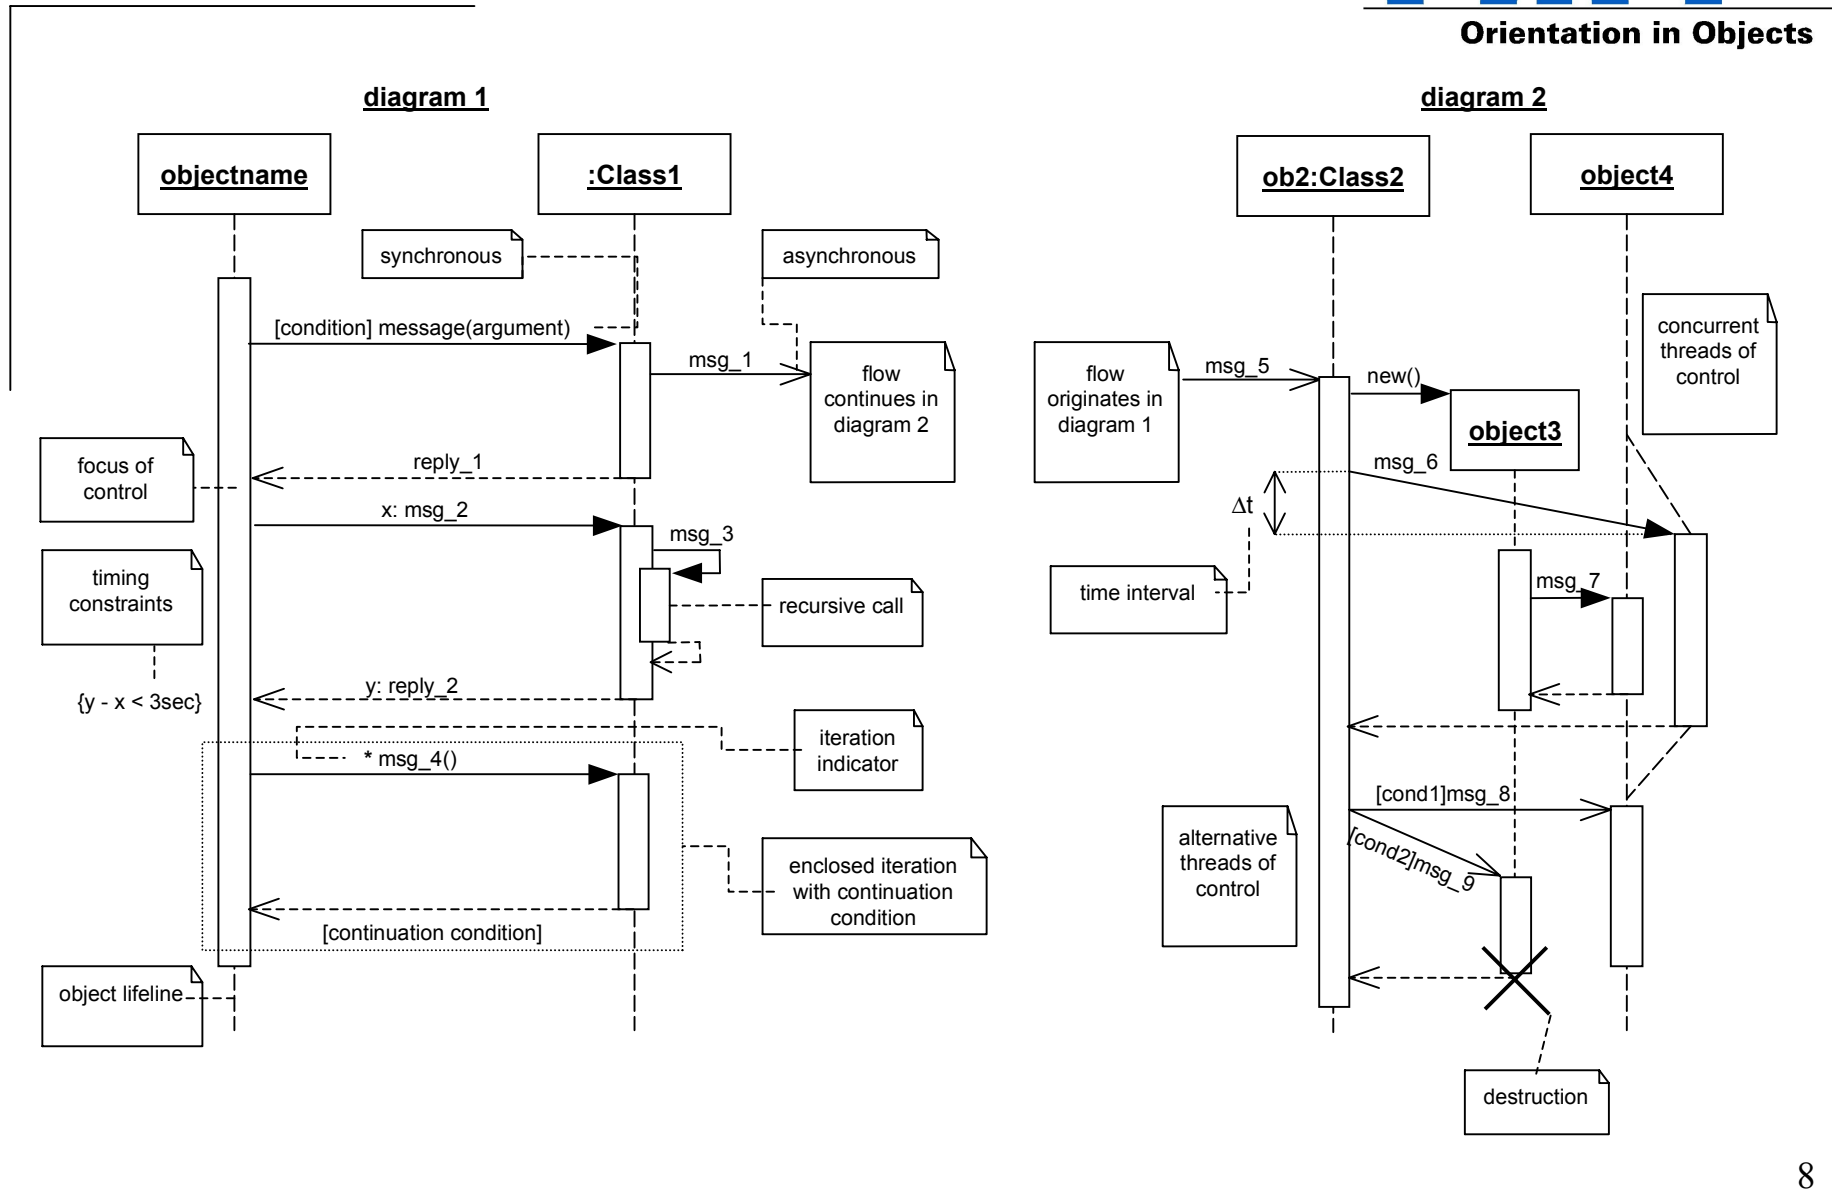 Orientation in Objects
diagram 1
objectname
:Class1
synchronous
asynchronous
[condition] message(argument)
msg_1
flow
continues in
diagram 2
focus of
control
reply_1
x: msg_2
msg_3
timing
constraints
recursive call
{y - x < 3sec}
y: reply_2
iteration
indicator
* msg_4()
enclosed iteration
with continuation
condition
[continuation condition]
object lifeline
diagram 2
ob2:Class2
object4
concurrent
threads of
control
flow
originates in
diagram 1
msg_5
new()
object3
msg_6
Δt
time interval
msg_7
[cond1]msg_8
[cond2]msg_9
alternative
threads of
control
destruction
8